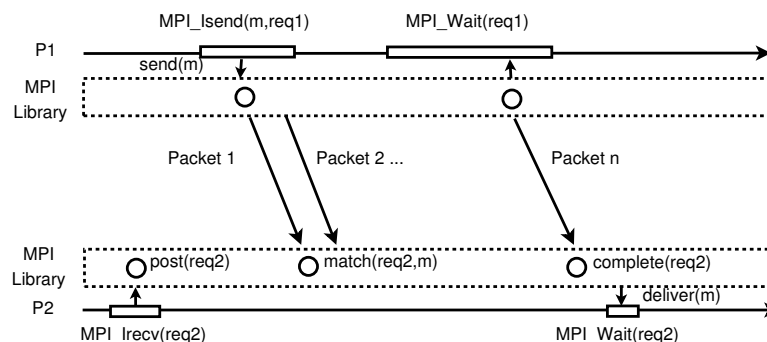 MPI_Isend(m,req1)
MPI_Wait(req1)
P1
send(m)
MPI
Library
Packet 1
Packet 2 ...
Packet n
MPI
Library
post(req2)
match(req2,m)
complete(req2)
deliver(m)
P2
MPI_Irecv(req2)
MPI_Wait(req2)